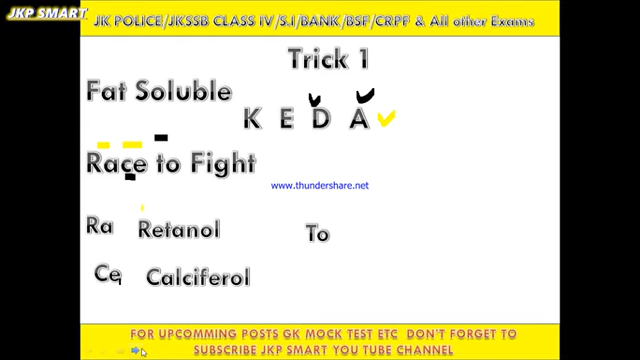 JKP SMART
JK POLICE/JKSSB CLASS IV/S.I/BANK/BSF/CRPF & All other Exams
Trick 1
Fat Soluble
K E D A
Race to Fight
www.thundershare.net
Ra Retanol To
Ce Calciferol
FOR UPCOMMING POSTS GK MOCK TEST ETC DON'T FORGET TO
SUBSCRIBE JKP SMART YOU TUBE CHANNEL